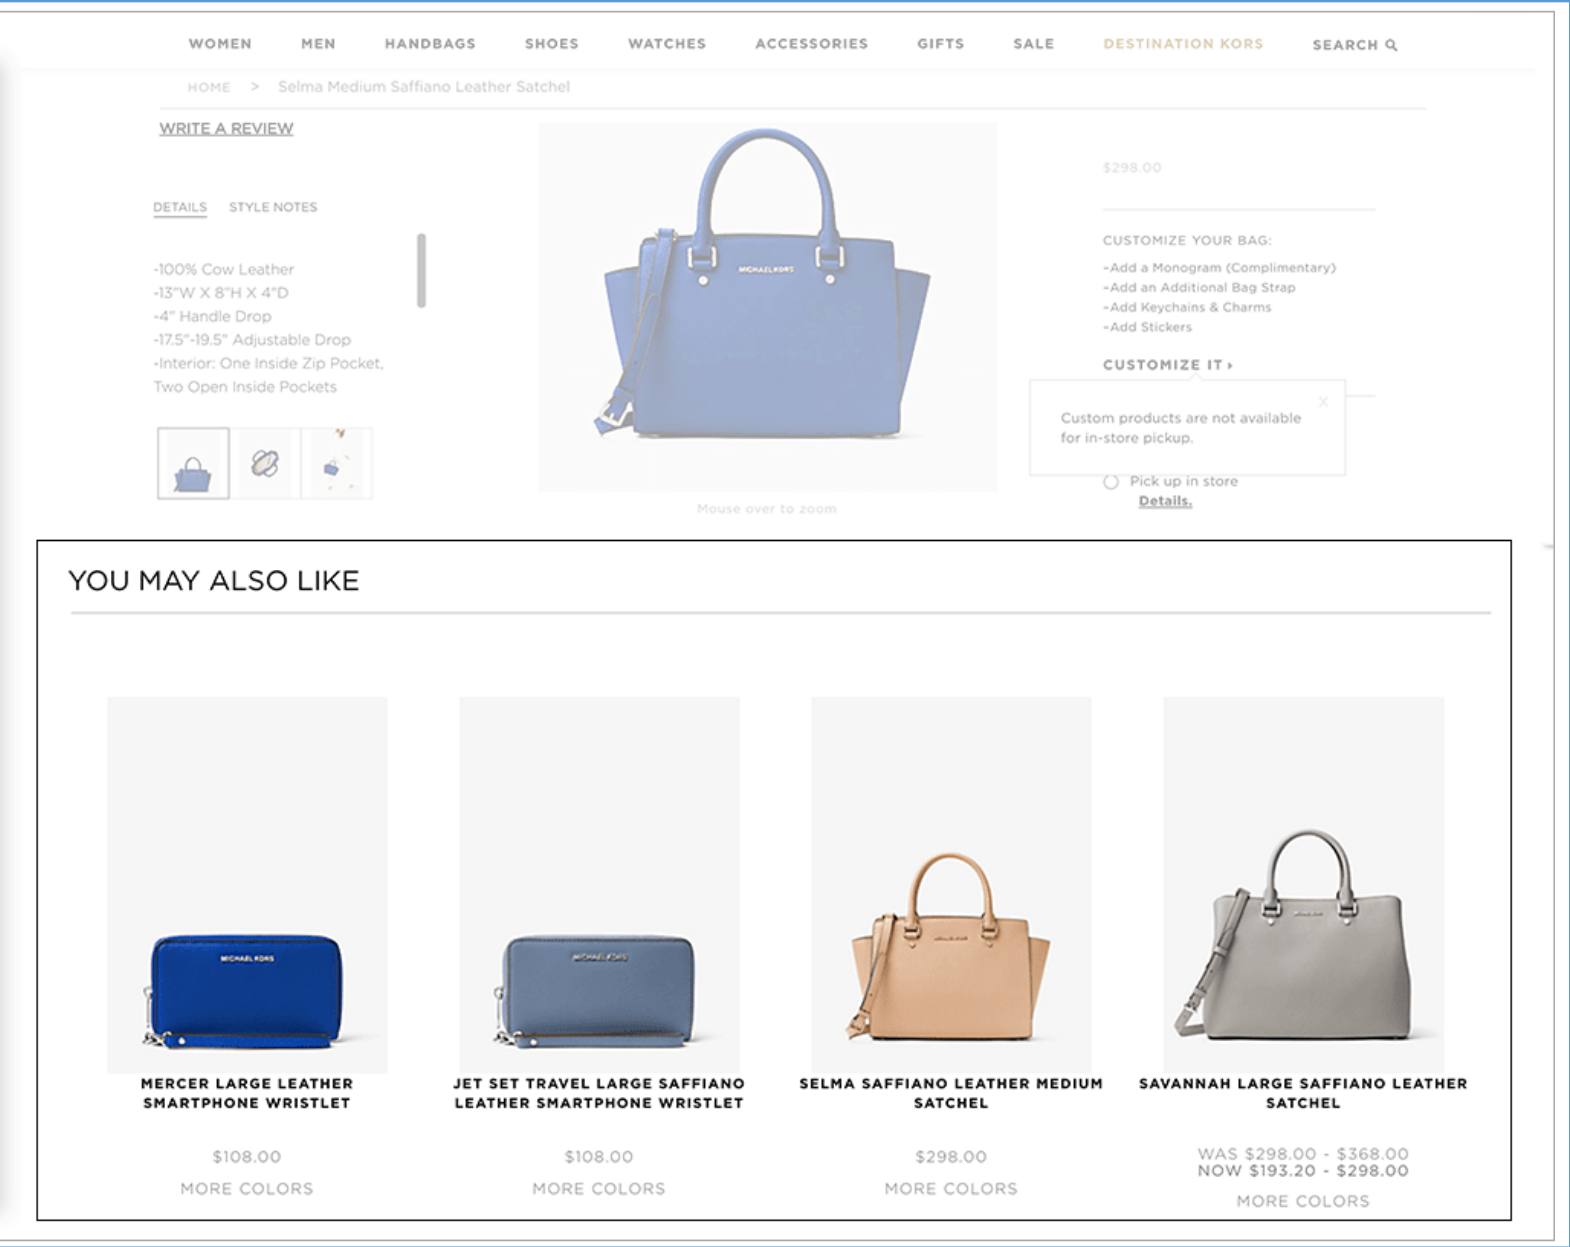 WOMEN MEN HANDBAGS SHOES WATCHES ACCESSORIES GIFTS SALE DESTINATION KORS SEARCH
HOME > Selma Medium Saffiano Leather Satchel
WRITE A REVIEW
DETAILS STYLE NOTES
-100% Cow Leather
-13"W X 8"H X 4"D
-4" Handle Drop
-17.5"-19.5" Adjustable Drop
-Interior: One Inside Zip Pocket,
Two Open Inside Pockets
MICHAEL KORS
Mouse over to zoom
$298.00
CUSTOMIZE YOUR BAG:
-Add a Monogram (Complimentary)
-Add an Additional Bag Strap
-Add Keychains & Charms
-Add Stickers
CUSTOMIZE IT
Custom products are not available
for in-store pickup.
Pick up in store
Details.
YOU MAY ALSO LIKE
MICHAEL KORS
MERCER LARGE LEATHER
SMARTPHONE WRISTLET
$108.00
MORE COLORS
MICHAEL KORS
JET SET TRAVEL LARGE SAFFIANO
LEATHER SMARTPHONE WRISTLET
$108.00
MORE COLORS
SELMA SAFFIANO LEATHER MEDIUM
SATCHEL
$298.00
MORE COLORS
SAVANNAH LARGE SAFFIANO LEATHER
SATCHEL
WAS $298.00 - $368.00
NOW $193.20 - $298.00
MORE COLORS